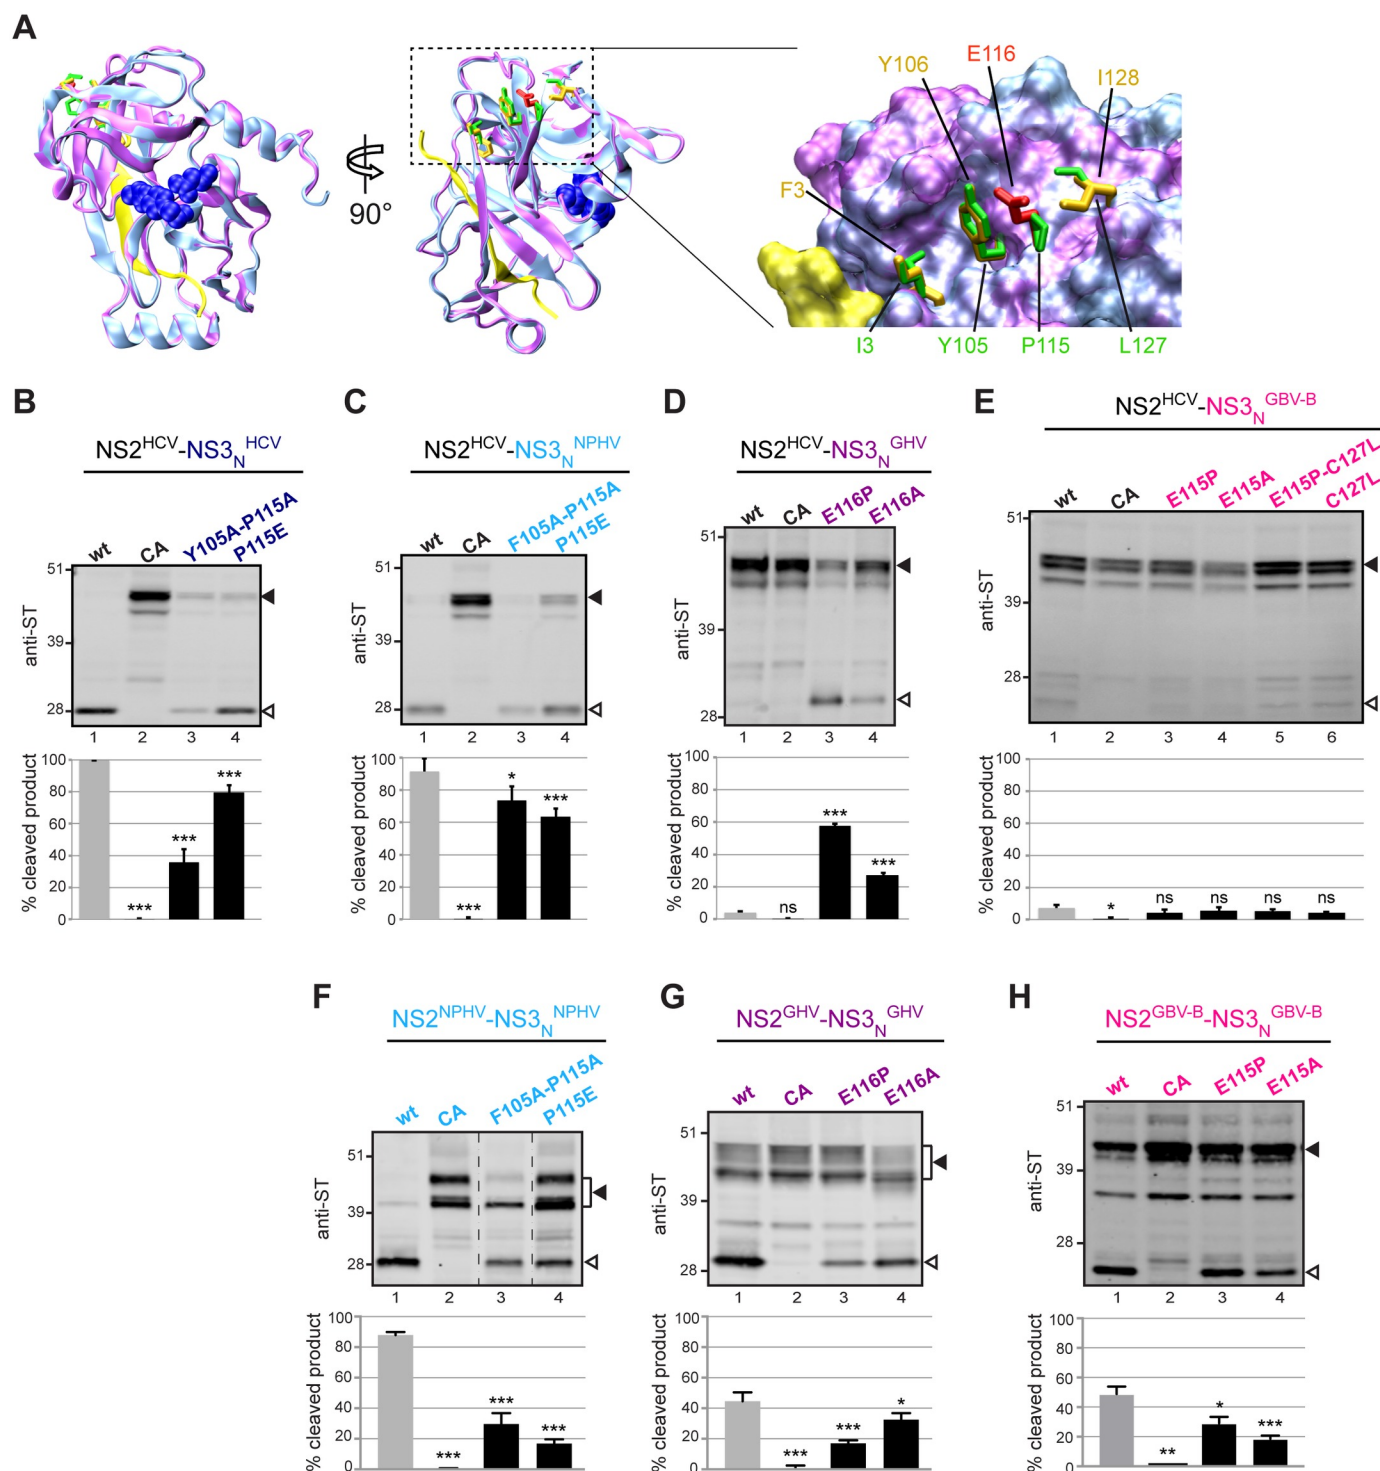 A
90°
Y106
E116
I128
F3
I3
Y105
P115
L127
B
NS2HCV-NS3NHCV
wt
CA
Y105A-P115A
P115E
51
39
28
anti-ST
1 2 3 4
% cleaved product
100
80
60
40
20
0
***
***
***
C
NS2HCV-NS3NNPHV
wt
CA
F105A-P115A
P115E
51
39
28
anti-ST
1 2 3 4
% cleaved product
100
80
60
40
20
0
***
*
***
D
NS2HCV-NS3NGHV
wt
CA
E116P
E116A
51
39
28
anti-ST
1 2 3 4
% cleaved product
100
80
60
40
20
0
ns
***
***
E
NS2HCV-NS3NGBV-B
wt
CA
E115P
E115A
E115P-C127L
C127L
51
39
28
anti-ST
1 2 3 4 5 6
% cleaved product
100
80
60
40
20
0
*
ns
ns
ns
ns
F
NS2NPHV-NS3NNPHV
wt
CA
F105A-P115A
P115E
51
39
28
anti-ST
1 2 3 4
% cleaved product
100
80
60
40
20
0
***
***
***
G
NS2GHV-NS3NGHV
wt
CA
E116P
E116A
51
39
28
anti-ST
1 2 3 4
% cleaved product
100
80
60
40
20
0
***
***
*
H
NS2GBV-B-NS3NGBV-B
wt
CA
E115P
E115A
51
39
28
anti-ST
1 2 3 4
% cleaved product
100
80
60
40
20
0
**
*
***